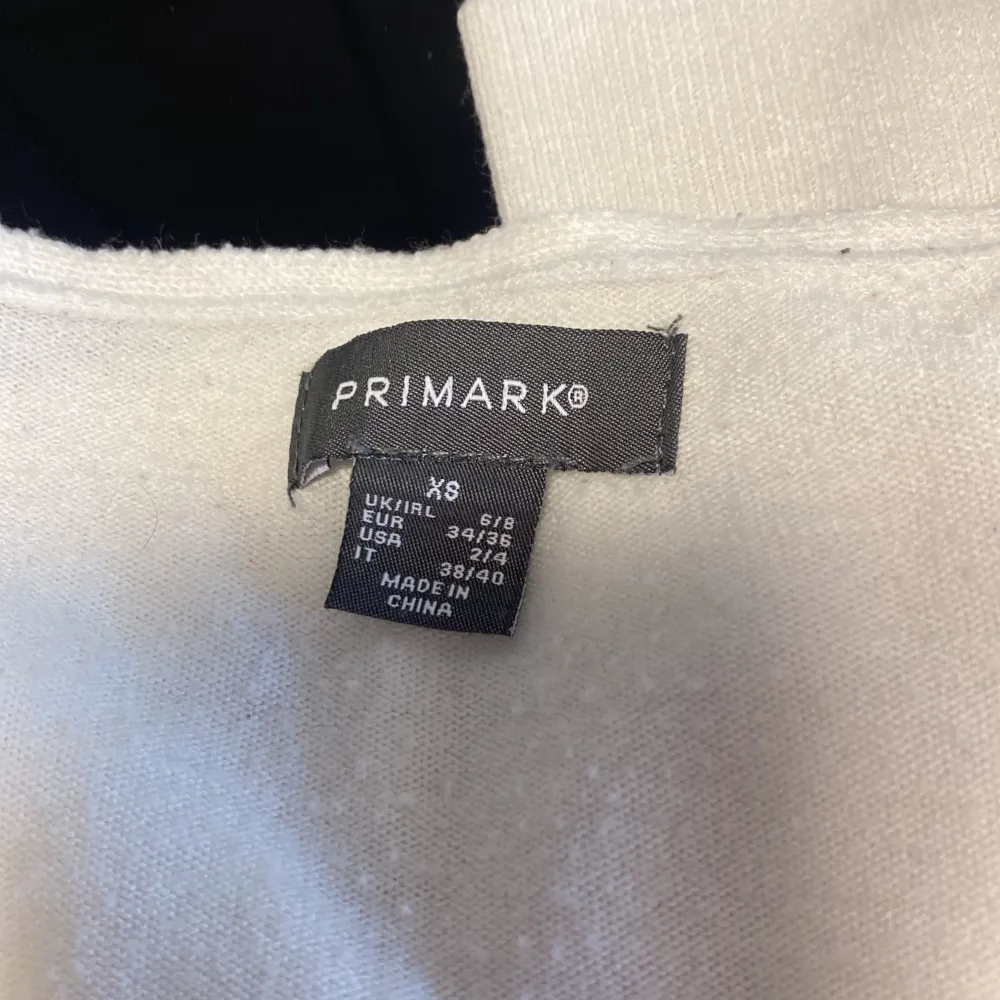 PRIMARK®
XS
UK/IRL 6/8
EUR 34/36
USA 2/4
IT 38/40
MADE IN
CHINA